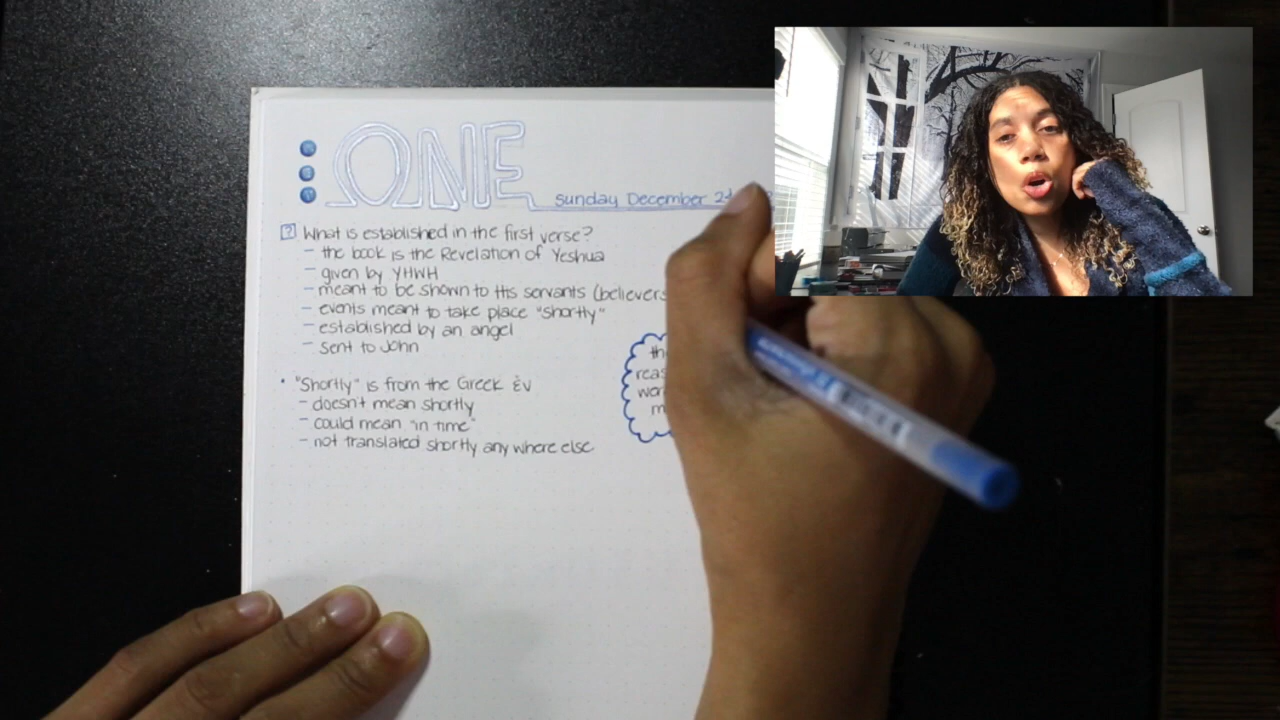 ONE
Sunday December 2
? What is established in the first verse?
- the book is the Revelation of Yeshua
- given by YHWH
- meant to be shown to His servants (believers
- events meant to take place "shortly"
- established by an angel
- sent to John
• "Shortly" is from the Greek ἐν
- doesn't mean shortly
- could mean "in time"
- not translated shortly any where else